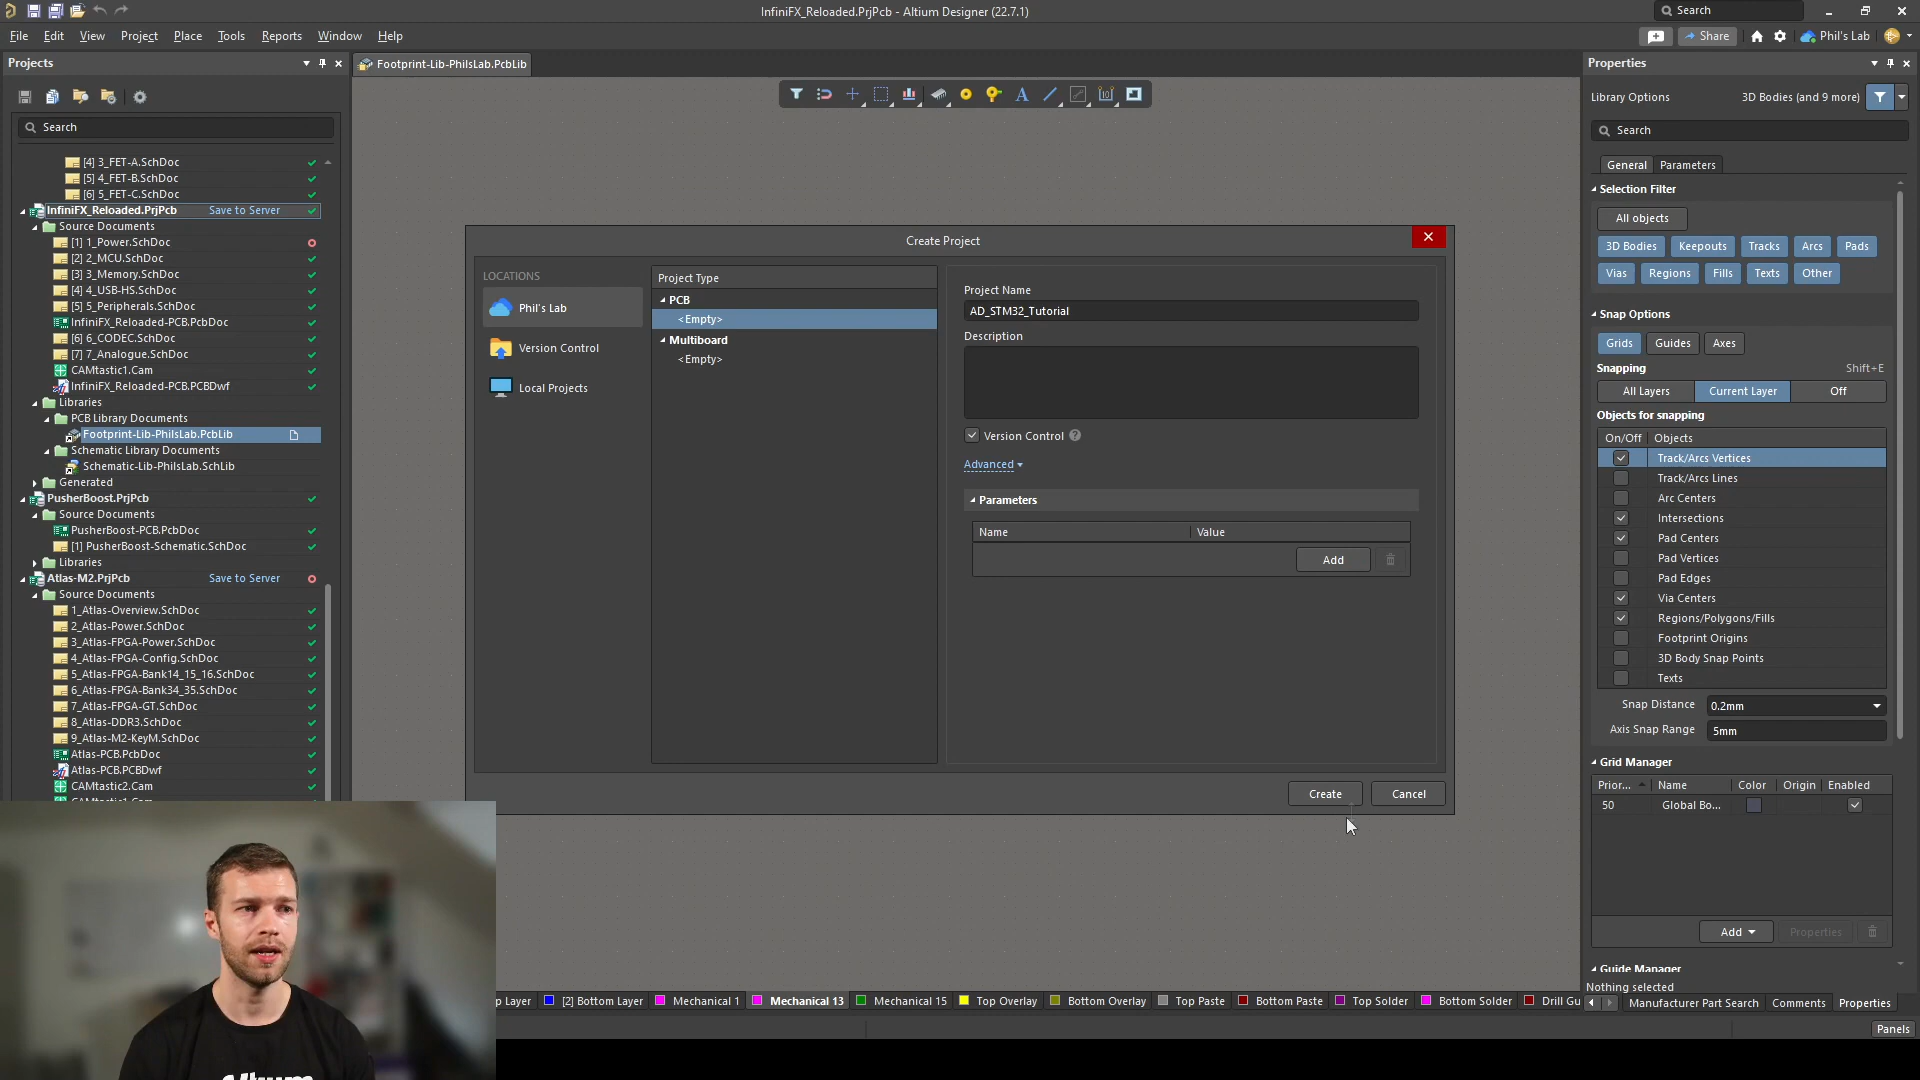 InfiniFX_Reloaded.PrjPcb - Altium Designer (22.7.1)
Search
File Edit View Project Place Tools Reports Window Help
Share
Phil's Lab
Projects
Search
[4] 3_FET-A.SchDoc
[5] 4_FET-B.SchDoc
[6] 5_FET-C.SchDoc
InfiniFX_Reloaded.PrjPcb Save to Server
Source Documents
[1] 1_Power.SchDoc
[2] 2_MCU.SchDoc
[3] 3_Memory.SchDoc
[4] 4_USB-HS.SchDoc
[5] 5_Peripherals.SchDoc
InfiniFX_Reloaded-PCB.PcbDoc
[6] 6_CODEC.SchDoc
[7] 7_Analogue.SchDoc
CAMtastic1.Cam
InfiniFX_Reloaded-PCB.PCBDwf
Libraries
PCB Library Documents
Footprint-Lib-PhilsLab.PcbLib
Schematic Library Documents
Schematic-Lib-PhilsLab.SchLib
Generated
PusherBoost.PrjPcb
Source Documents
PusherBoost-PCB.PcbDoc
[1] PusherBoost-Schematic.SchDoc
Libraries
Atlas-M2.PrjPcb Save to Server
Source Documents
1_Atlas-Overview.SchDoc
2_Atlas-Power.SchDoc
3_Atlas-FPGA-Power.SchDoc
4_Atlas-FPGA-Config.SchDoc
5_Atlas-FPGA-Bank14_15_16.SchDoc
6_Atlas-FPGA-Bank34_35.SchDoc
7_Atlas-FPGA-GT.SchDoc
8_Atlas-DDR3.SchDoc
9_Atlas-M2-KeyM.SchDoc
Atlas-PCB.PcbDoc
Atlas-PCB.PCBDwf
CAMtastic2.Cam
CAMtastic1.Cam
Footprint-Lib-PhilsLab.PcbLib
Create Project
LOCATIONS
Phil's Lab
Version Control
Local Projects
Project Type
PCB
<Empty>
Multiboard
<Empty>
Project Name
AD_STM32_Tutorial
Description
Version Control
Advanced
Parameters
Name Value
Add
Create Cancel
Properties
Library Options 3D Bodies (and 9 more)
Search
General Parameters
Selection Filter
All objects
3D Bodies Keepouts Tracks Arcs Pads
Vias Regions Fills Texts Other
Snap Options
Grids Guides Axes
Snapping Shift+E
All Layers Current Layer Off
Objects for snapping
On/Off Objects
Track/Arcs Vertices
Track/Arcs Lines
Arc Centers
Intersections
Pad Centers
Pad Vertices
Pad Edges
Via Centers
Regions/Polygons/Fills
Footprint Origins
3D Body Snap Points
Texts
Snap Distance 0.2mm
Axis Snap Range 5mm
Grid Manager
Prior... Name Color Origin Enabled
50 Global Bo...
Add Properties
Guide Manager
Nothing selected
Manufacturer Part Search Comments Properties
p Layer [2] Bottom Layer Mechanical 1 Mechanical 13 Mechanical 15 Top Overlay Bottom Overlay Top Paste Bottom Paste Top Solder Bottom Solder Drill Gu
Panels